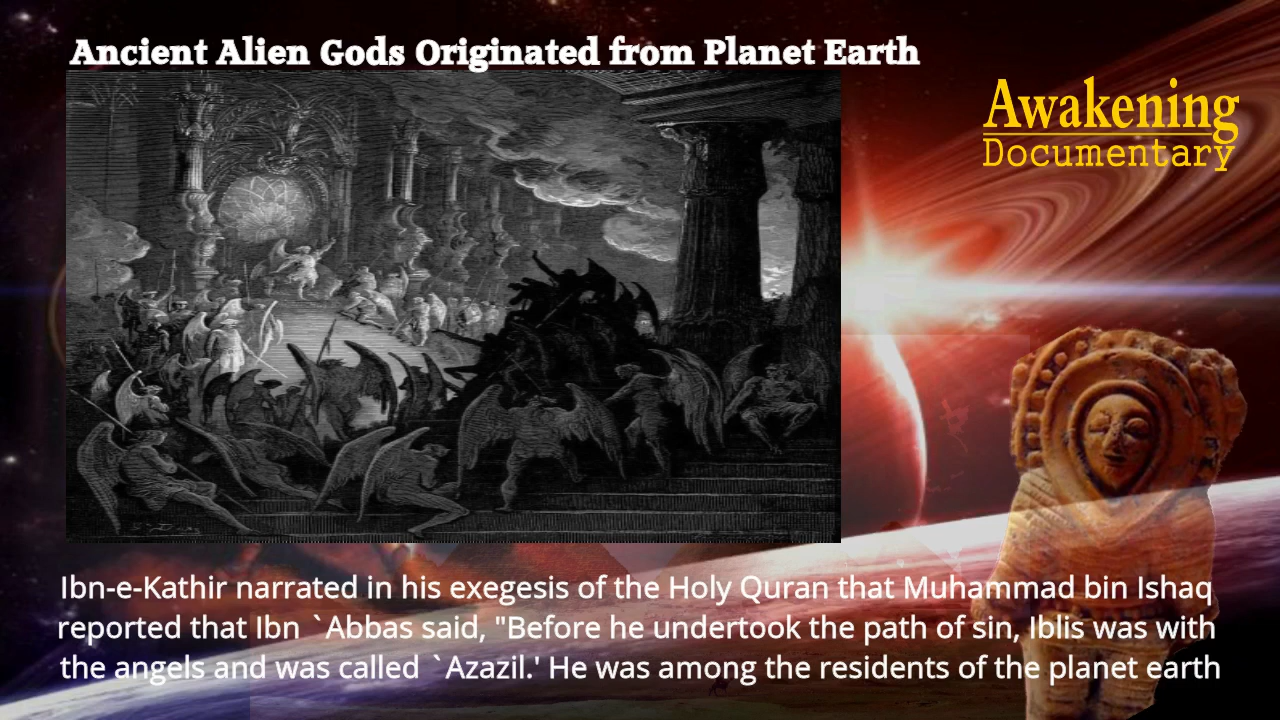 Ancient Alien Gods Originated from Planet Earth
Awakening
Documentary
Ibn-e-Kathir narrated in his exegesis of the Holy Quran that Muhammad bin Ishaq
reported that Ibn `Abbas said, "Before he undertook the path of sin, Iblis was with
the angels and was called `Azazil.' He was among the residents of the planet earth